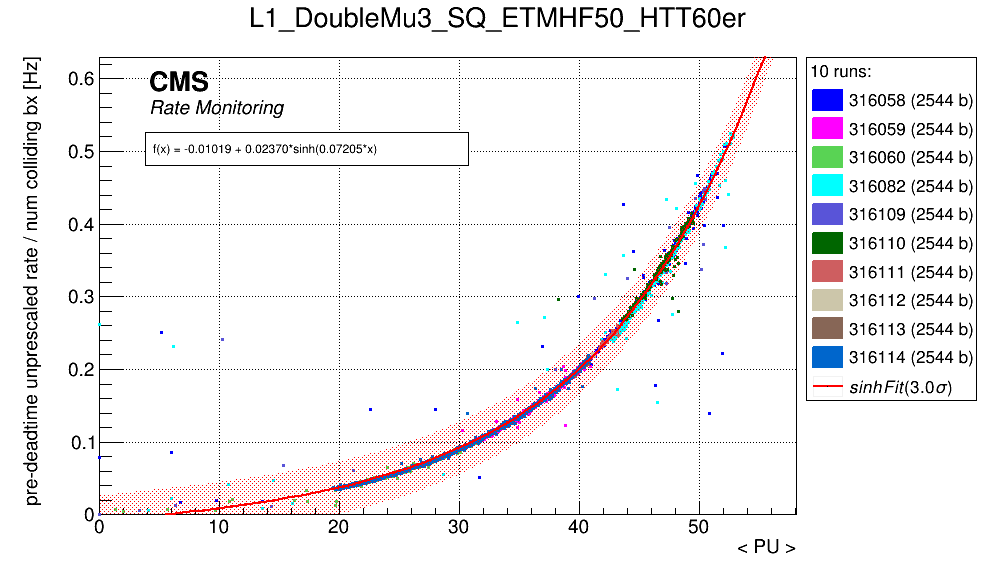 L1_DoubleMu3_SQ_ETMHF50_HTT60er
pre-deadtime unprescaled rate / num colliding bx [Hz]
0.6
0.5
0.4
0.3
0.2
0.1
0
CMS
Rate Monitoring
f(x) = -0.01019 + 0.02370*sinh(0.07205*x)
0 10 20 30 40 50
< PU >
10 runs:
316058 (2544 b)
316059 (2544 b)
316060 (2544 b)
316082 (2544 b)
316109 (2544 b)
316110 (2544 b)
316111 (2544 b)
316112 (2544 b)
316113 (2544 b)
316114 (2544 b)
sinhFit(3.0σ)